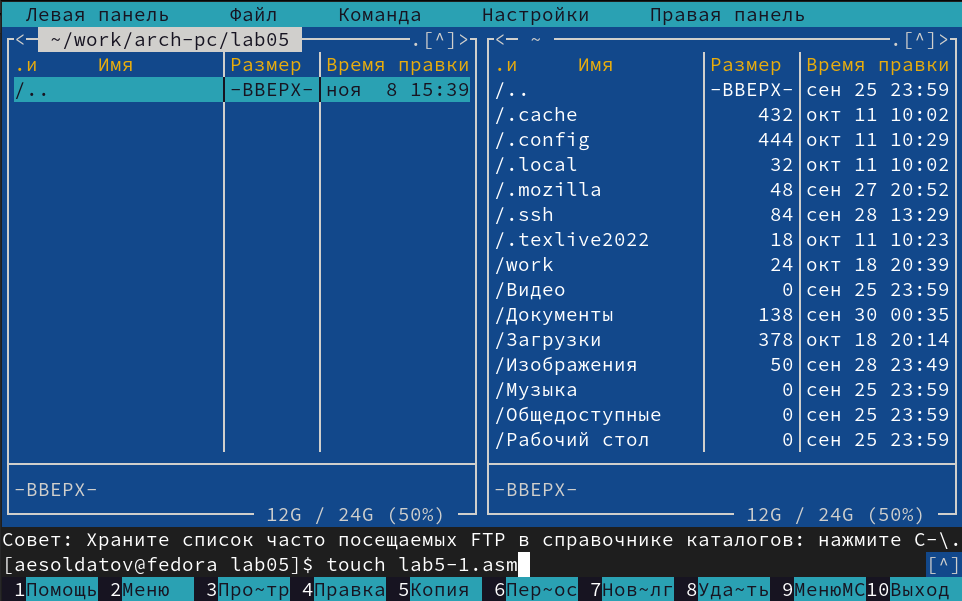 Левая панель Файл Команда Настройки Правая панель
<─ ~/work/arch-pc/lab05 .[^]> <─ ~ .[^]>
.и Имя Размер Время правки .и Имя Размер Время правки
/.. -ВВЕРХ- ноя 8 15:39 /.. -ВВЕРХ- сен 25 23:59
/.cache 432 окт 11 10:02
/.config 444 окт 11 10:29
/.local 32 окт 11 10:02
/.mozilla 48 сен 27 20:52
/.ssh 84 сен 28 13:29
/.texlive2022 18 окт 11 10:23
/work 24 окт 18 20:39
/Видео 0 сен 25 23:59
/Документы 138 сен 30 00:35
/Загрузки 378 окт 18 20:14
/Изображения 50 сен 28 23:49
/Музыка 0 сен 25 23:59
/Общедоступные 0 сен 25 23:59
/Рабочий стол 0 сен 25 23:59
-ВВЕРХ- -ВВЕРХ-
12G / 24G (50%) 12G / 24G (50%)
Совет: Храните список часто посещаемых FTP в справочнике каталогов: нажмите C-\.
[aesoldatov@fedora lab05]$ touch lab5-1.asm [^]
1Помощь 2Меню 3Про~тр 4Правка 5Копия 6Пер~ос 7Нов~лг 8Уда~ть 9МенюMC 10Выход